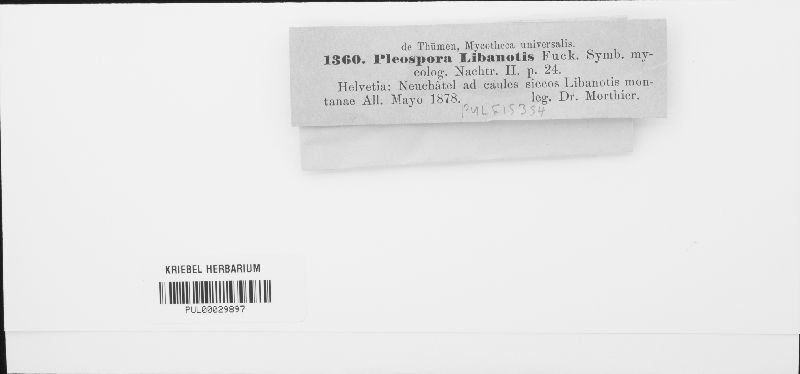 de Thümen, Mycotheca universalis.
1360. Pleospora Libanotis Fuck. Symb. my-
colog. Nachtr. II. p. 24.
Helvetia: Neuchâtel ad caules siccos Libanotis mon-
tanae All. Mayo 1878. leg. Dr. Morthier.
PUL F15354
KRIEBEL HERBARIUM
PUL00029897